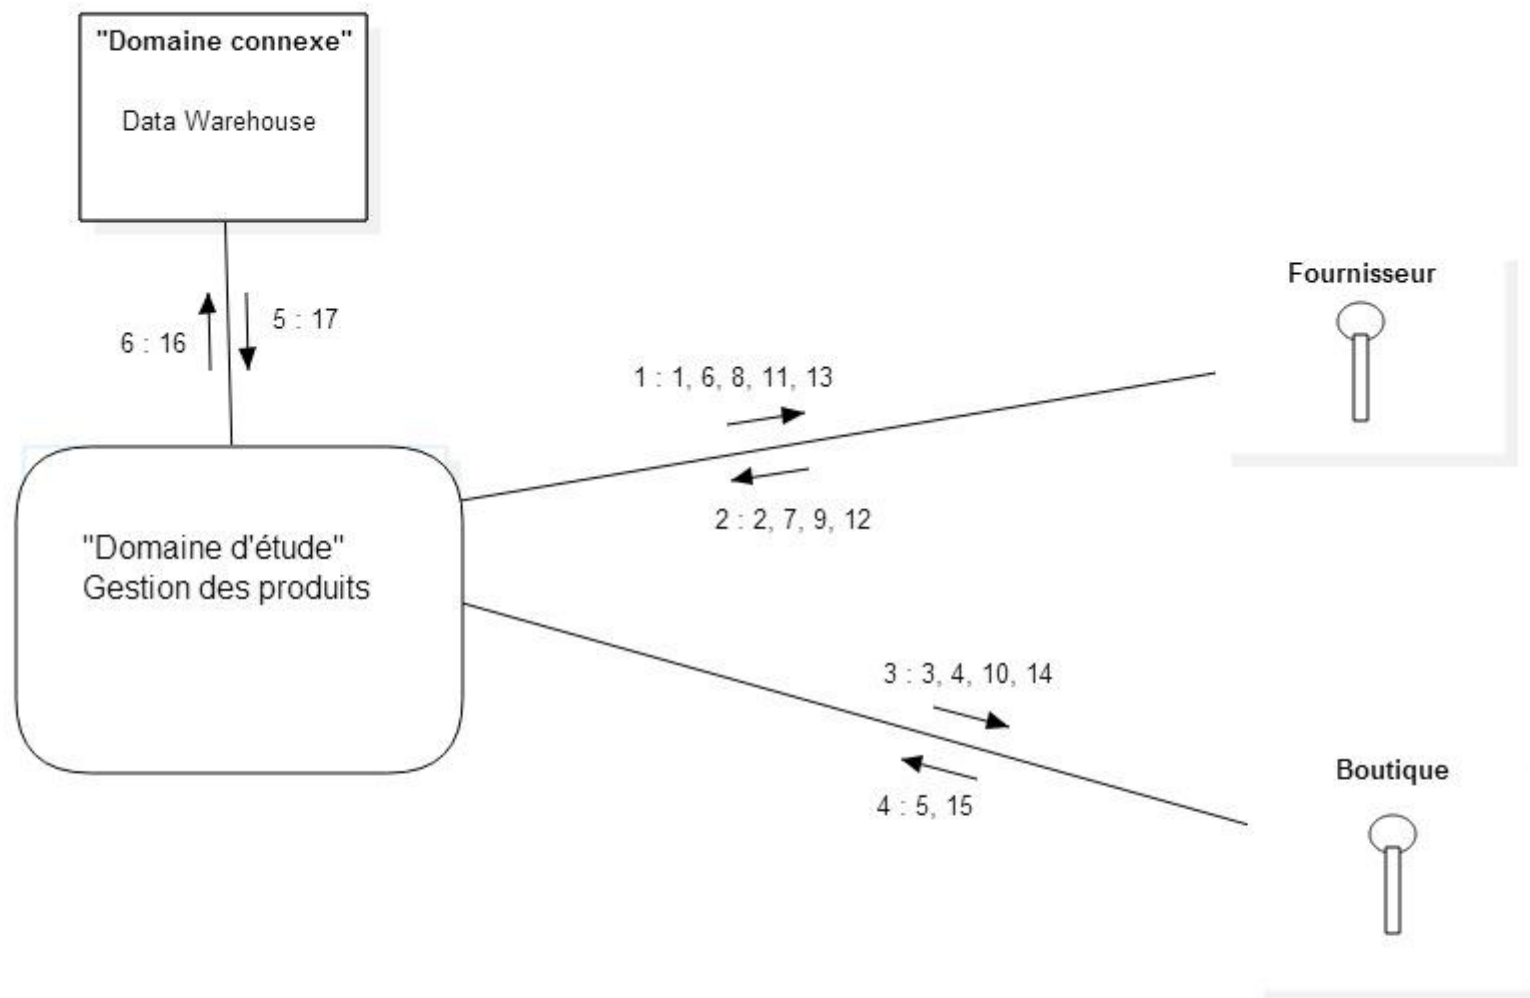 "Domaine connexe"
Data Warehouse
Fournisseur
5 : 17
6 : 16
1 : 1, 6, 8, 11, 13
2 : 2, 7, 9, 12
"Domaine d'étude"
Gestion des produits
3 : 3, 4, 10, 14
Boutique
4 : 5, 15